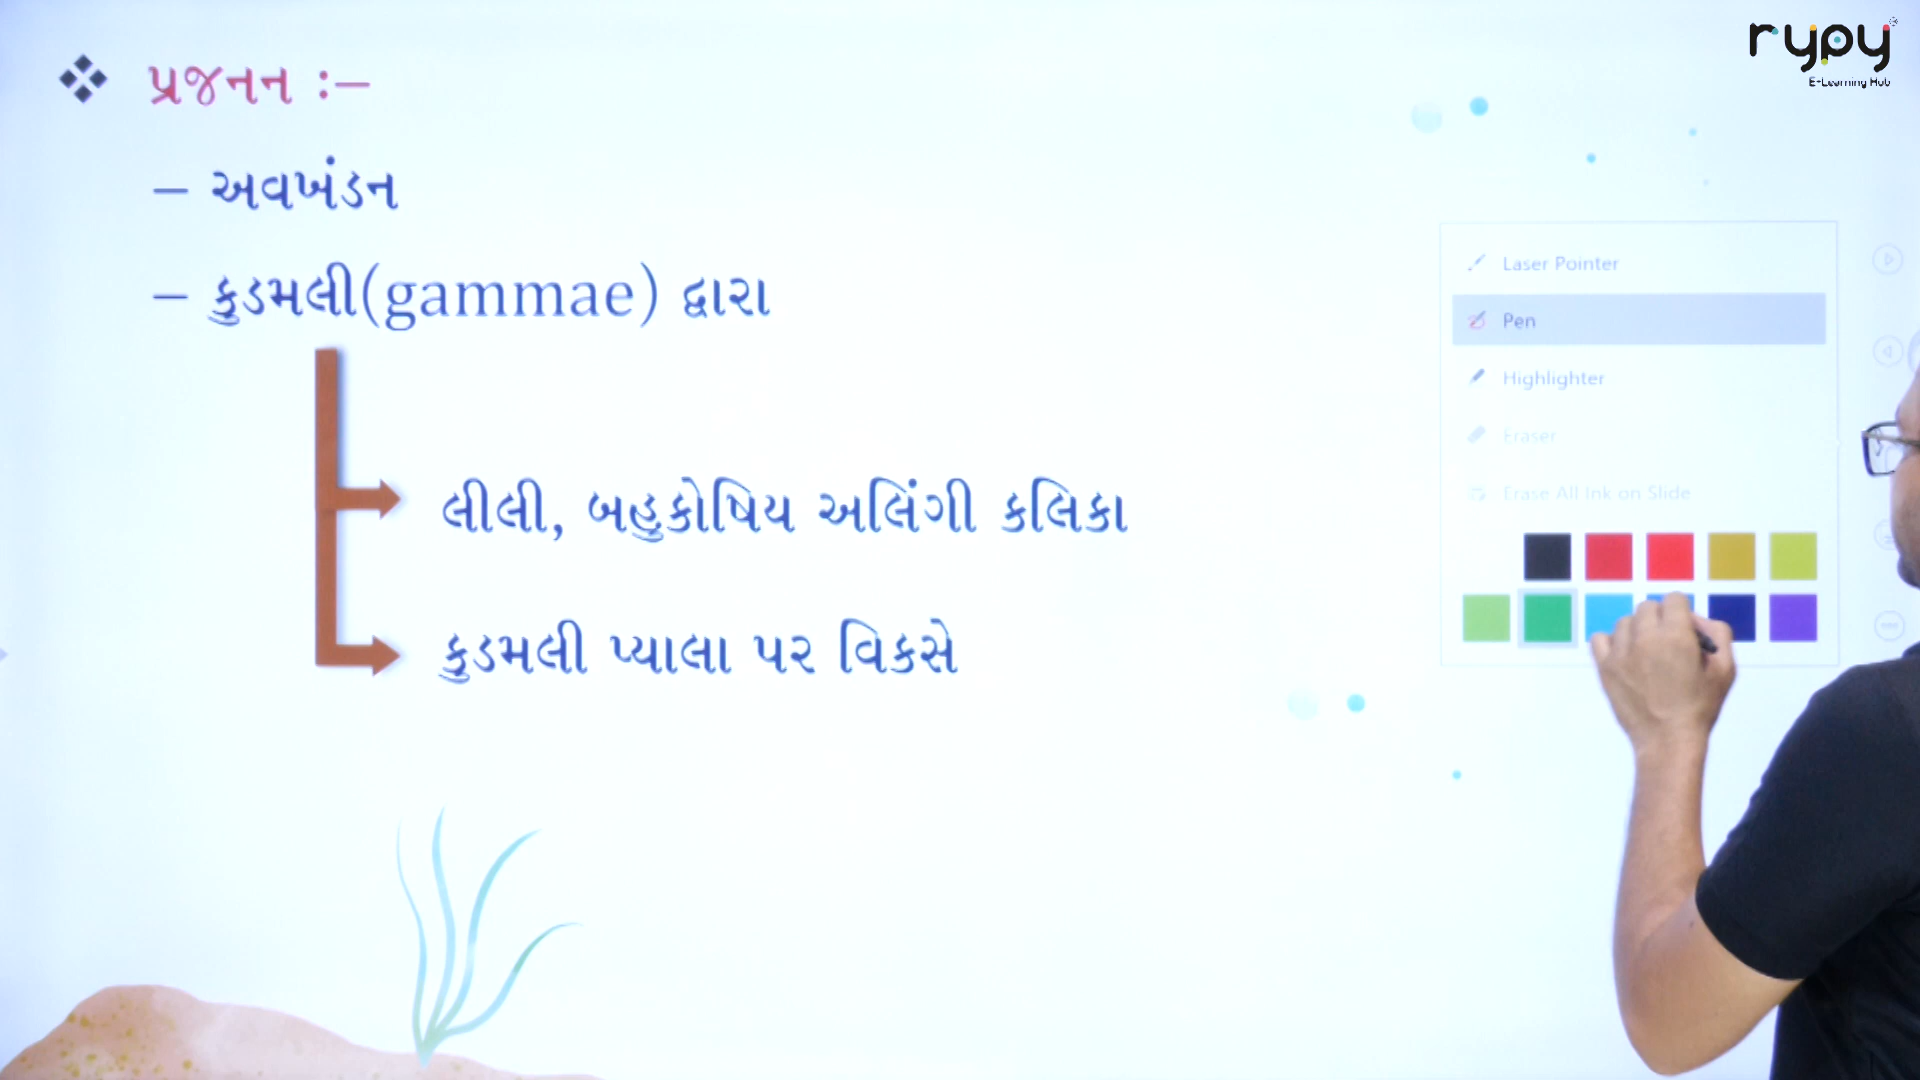 rypy
E-Learning Hub
પ્રજનન :–
– અવખંડન
– કુડમલી(gammae) દ્વારા
લીલી, બહુકોષિય અલિંગી કલિકા
કુડમલી પ્યાલા પર વિકસે
Laser Pointer
Pen
Highlighter
Eraser
Erase All Ink on Slide